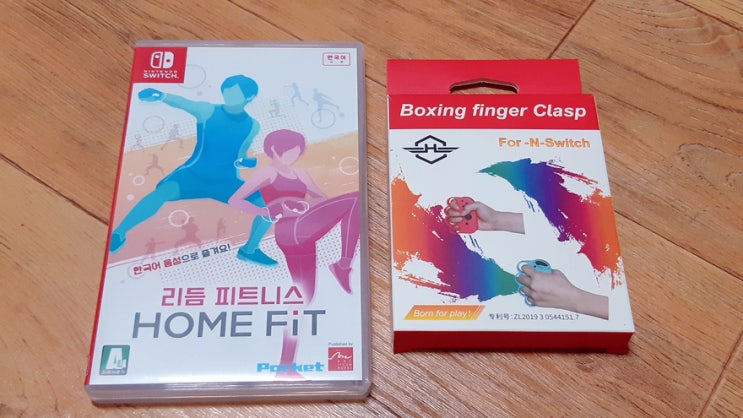 NINTENDO
SWITCH
한국어
한국어 음성으로 즐겨요!
리듬 피트니스
HOME FiT
Published by
Pocket
Boxing finger Clasp
For -N-Switch
Born for play!
专利号: ZL2019 3 0544151.7